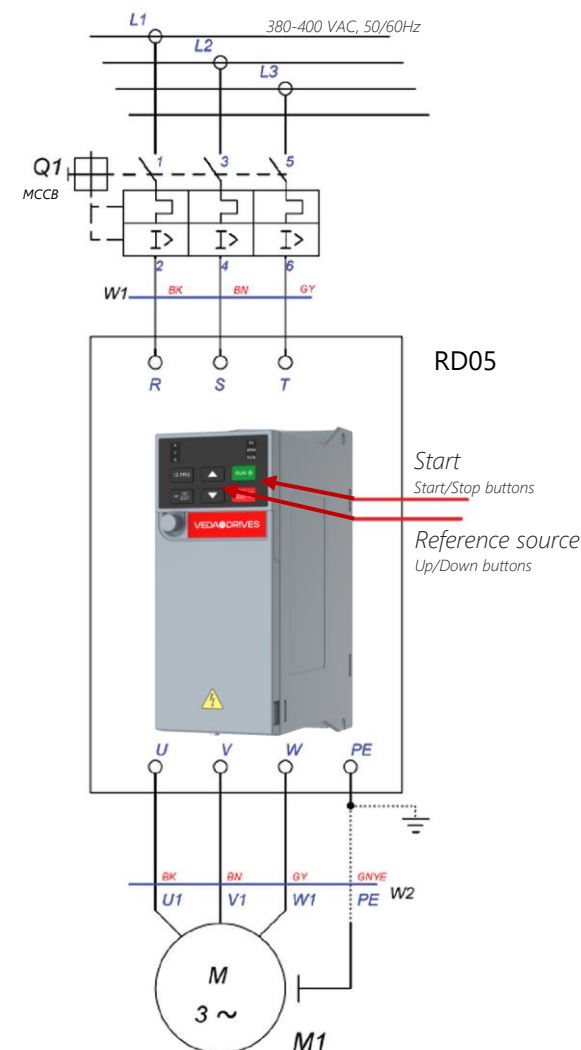 L1
380-400 VAC, 50/60Hz
L2
L3
Q1
MCCB
1 3 5
I> I> I>
2 4 6
W1 BK BN GY
R S T
RD05
PRG
RUN
VEDA DRIVES
Start
Start/Stop buttons
Reference source
Up/Down buttons
U V W PE
BK BN GY GNYE
U1 V1 W1 PE W2
M
3 ~
M1